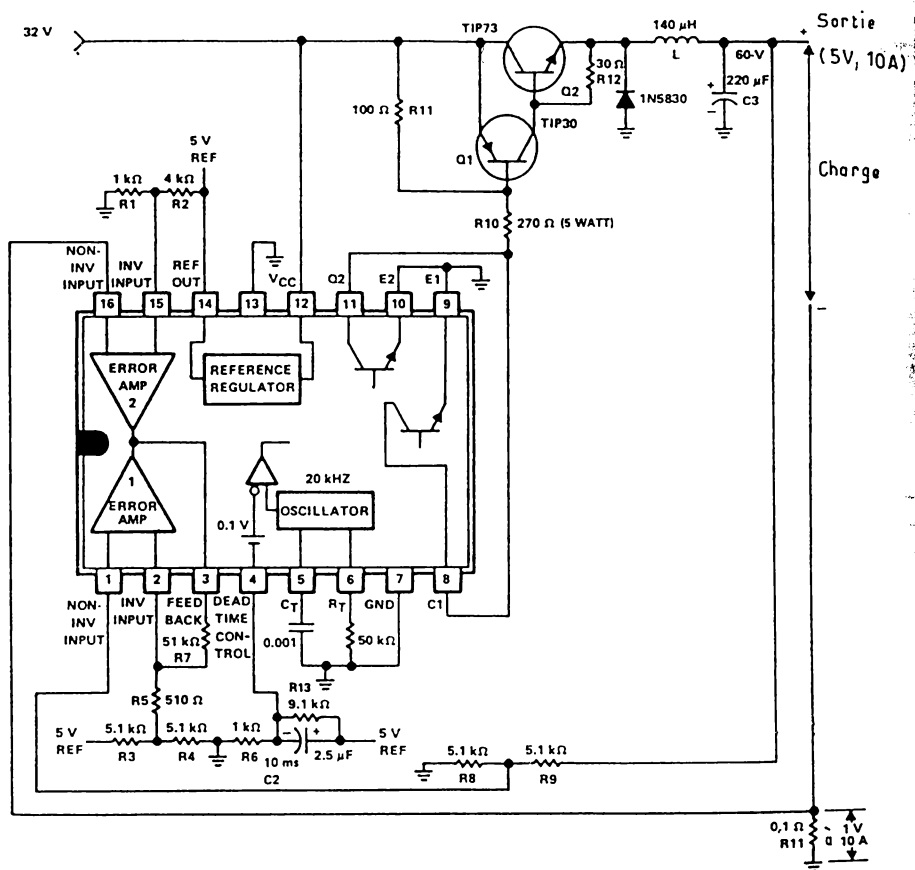 32 V
TIP73
140 µH
L
60-V
+
Sortie
(5V, 10A)
30 Ω
R12
Q2
1N5830
220 µF
+
−
C3
100 Ω
R11
TIP30
Q1
Charge
5 V
REF
1 kΩ
R1
4 kΩ
R2
R10
270 Ω (5 WATT)
NON-
INV
INPUT
INV
INPUT
REF
OUT
VCC
Q2
E2
E1
16
15
14
13
12
11
10
9
−
ERROR
AMP
2
REFERENCE
REGULATOR
1
ERROR
AMP
20 kHZ
OSCILLATOR
0.1 V
1
2
3
4
5
6
7
8
NON-
INV
INPUT
INV
INPUT
FEED
BACK
DEAD
TIME
CON-
TROL
CT
RT
GND
C1
51 kΩ
R7
0.001
50 kΩ
R5
510 Ω
R13
9.1 kΩ
5 V
REF
5.1 kΩ
R3
5.1 kΩ
R4
1 kΩ
R6
−
+
10 ms
C2
2.5 µF
5 V
REF
5.1 kΩ
R8
5.1 kΩ
R9
0,1 Ω
R11
à
1 V
10 A